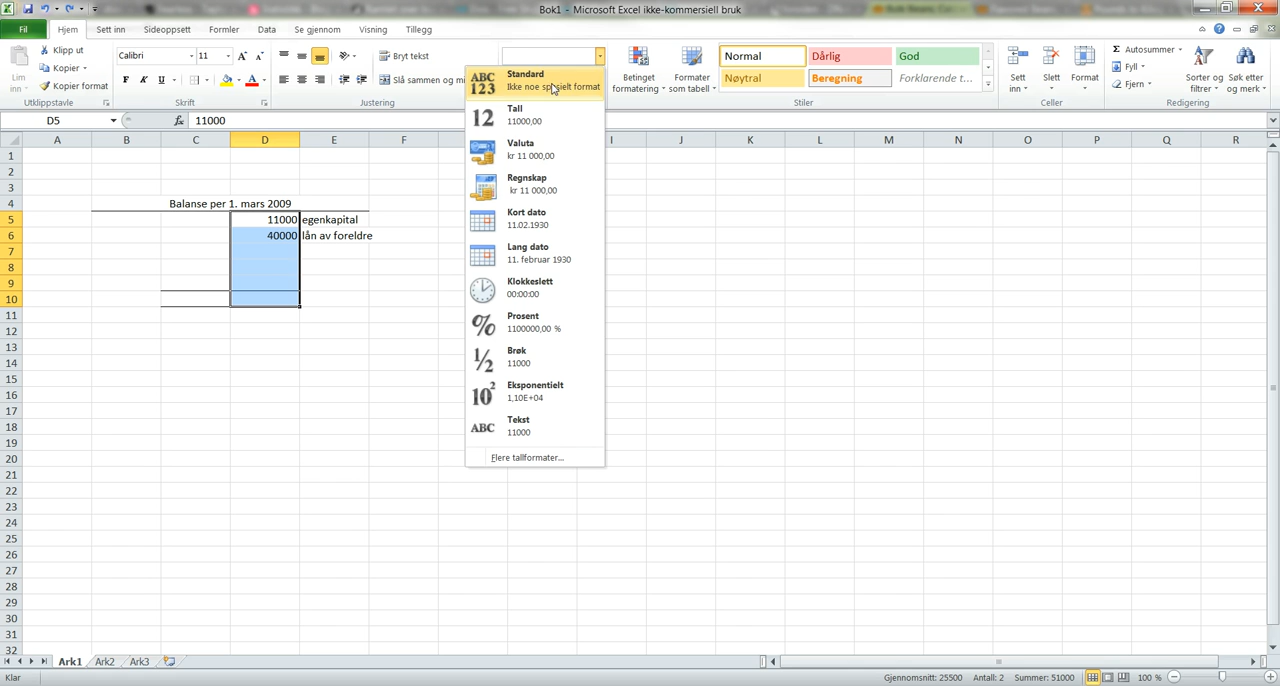 Bok1 - Microsoft Excel ikke-kommersiell bruk
Fil Hjem Sett inn Sideoppsett Formler Data Se gjennom Visning Tillegg
Lim inn
Klipp ut
Kopier
Kopier format
Utklippstavle
Calibri 11
F K U
A A
Skrift
Bryt tekst
Slå sammen og mi
Justering
Betinget formatering
Formater som tabell
Normal Dårlig God
Nøytral Beregning Forklarende t...
Stiler
Sett inn
Slett
Format
Celler
Σ Autosummer
Fyll
Fjern
Sorter og filtrer
Søk etter og merk
Redigering
D5 fx 11000
A B C D E F I J K L M N O P Q R
1
2
3
4 Balanse per 1. mars 2009
5 11000 egenkapital
6 40000 lån av foreldre
7
8
9
10
11
12
13
14
15
16
17
18
19
20
21
22
23
24
25
26
27
28
29
30
31
32
ABC 123 Standard
Ikke noe spesielt format
12 Tall
11000,00
Valuta
kr 11 000,00
Regnskap
kr 11 000,00
Kort dato
11.02.1930
Lang dato
11. februar 1930
Klokkeslett
00:00:00
% Prosent
1100000,00 %
½ Brøk
11000
10² Eksponentielt
1,10E+04
ABC Tekst
11000
Flere tallformater...
Ark1 Ark2 Ark3
Klar Gjennomsnitt: 25500 Antall: 2 Summer: 51000 100 %